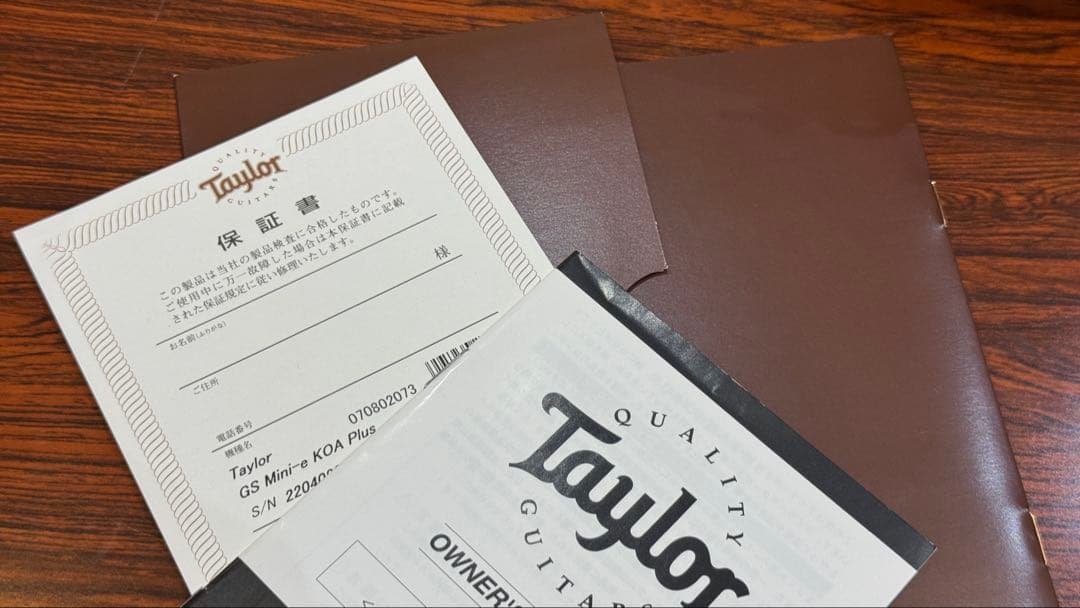 QUALITY
Taylor
GUITARS
保証書
この製品は当社の製品検査に合格したものです。
ご使用中に万一故障した場合は本保証書に記載
された保証規定に従い修理いたします。
お名前(ふりがな)
様
ご住所
電話番号
機種名
070802073
Taylor
GS Mini-e KOA Plus
S/N
QUALITY
Taylor
GUITARS
OWNER'S